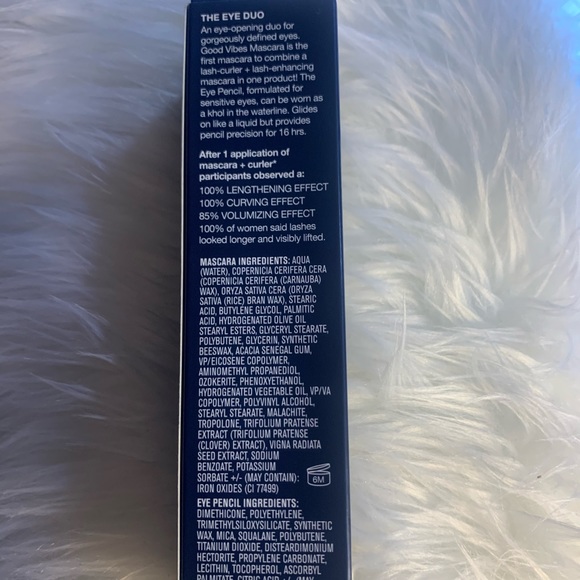 THE EYE DUO
An eye-opening duo for
gorgeously defined eyes.
Good Vibes Mascara is the
first mascara to combine a
lash-curler + lash-enhancing
mascara in one product! The
Eye Pencil, formulated for
sensitive eyes, can be worn as
a khol in the waterline. Glides
on like a liquid but provides
pencil precision for 16 hrs.
After 1 application of
mascara + curler*
participants observed a:
100% LENGTHENING EFFECT
100% CURVING EFFECT
85% VOLUMIZING EFFECT
100% of women said lashes
looked longer and visibly lifted.
MASCARA INGREDIENTS: AQUA
(WATER), COPERNICIA CERIFERA CERA
(COPERNICIA CERIFERA (CARNAUBA)
WAX), ORYZA SATIVA CERA (ORYZA
SATIVA (RICE) BRAN WAX), STEARIC
ACID, BUTYLENE GLYCOL, PALMITIC
ACID, HYDROGENATED OLIVE OIL
STEARYL ESTERS, GLYCERYL STEARATE,
POLYBUTENE, GLYCERIN, SYNTHETIC
BEESWAX, ACACIA SENEGAL GUM,
VP/EICOSENE COPOLYMER,
AMINOMETHYL PROPANEDIOL,
OZOKERITE, PHENOXYETHANOL,
HYDROGENATED VEGETABLE OIL, VP/VA
COPOLYMER, POLYVINYL ALCOHOL,
STEARYL STEARATE, MALACHITE,
TROPOLONE, TRIFOLIUM PRATENSE
EXTRACT (TRIFOLIUM PRATENSE
(CLOVER) EXTRACT), VIGNA RADIATA
SEED EXTRACT, SODIUM
BENZOATE, POTASSIUM
SORBATE +/- (MAY CONTAIN):
IRON OXIDES (CI 77499)
6M
EYE PENCIL INGREDIENTS:
DIMETHICONE, POLYETHYLENE,
TRIMETHYLSILOXYSILICATE, SYNTHETIC
WAX, MICA, SQUALANE, POLYBUTENE,
TITANIUM DIOXIDE, DISTEARDIMONIUM
HECTORITE, PROPYLENE CARBONATE,
LECITHIN, TOCOPHEROL, ASCORBYL
PALMITATE, CITRIC ACID +/- (MAY